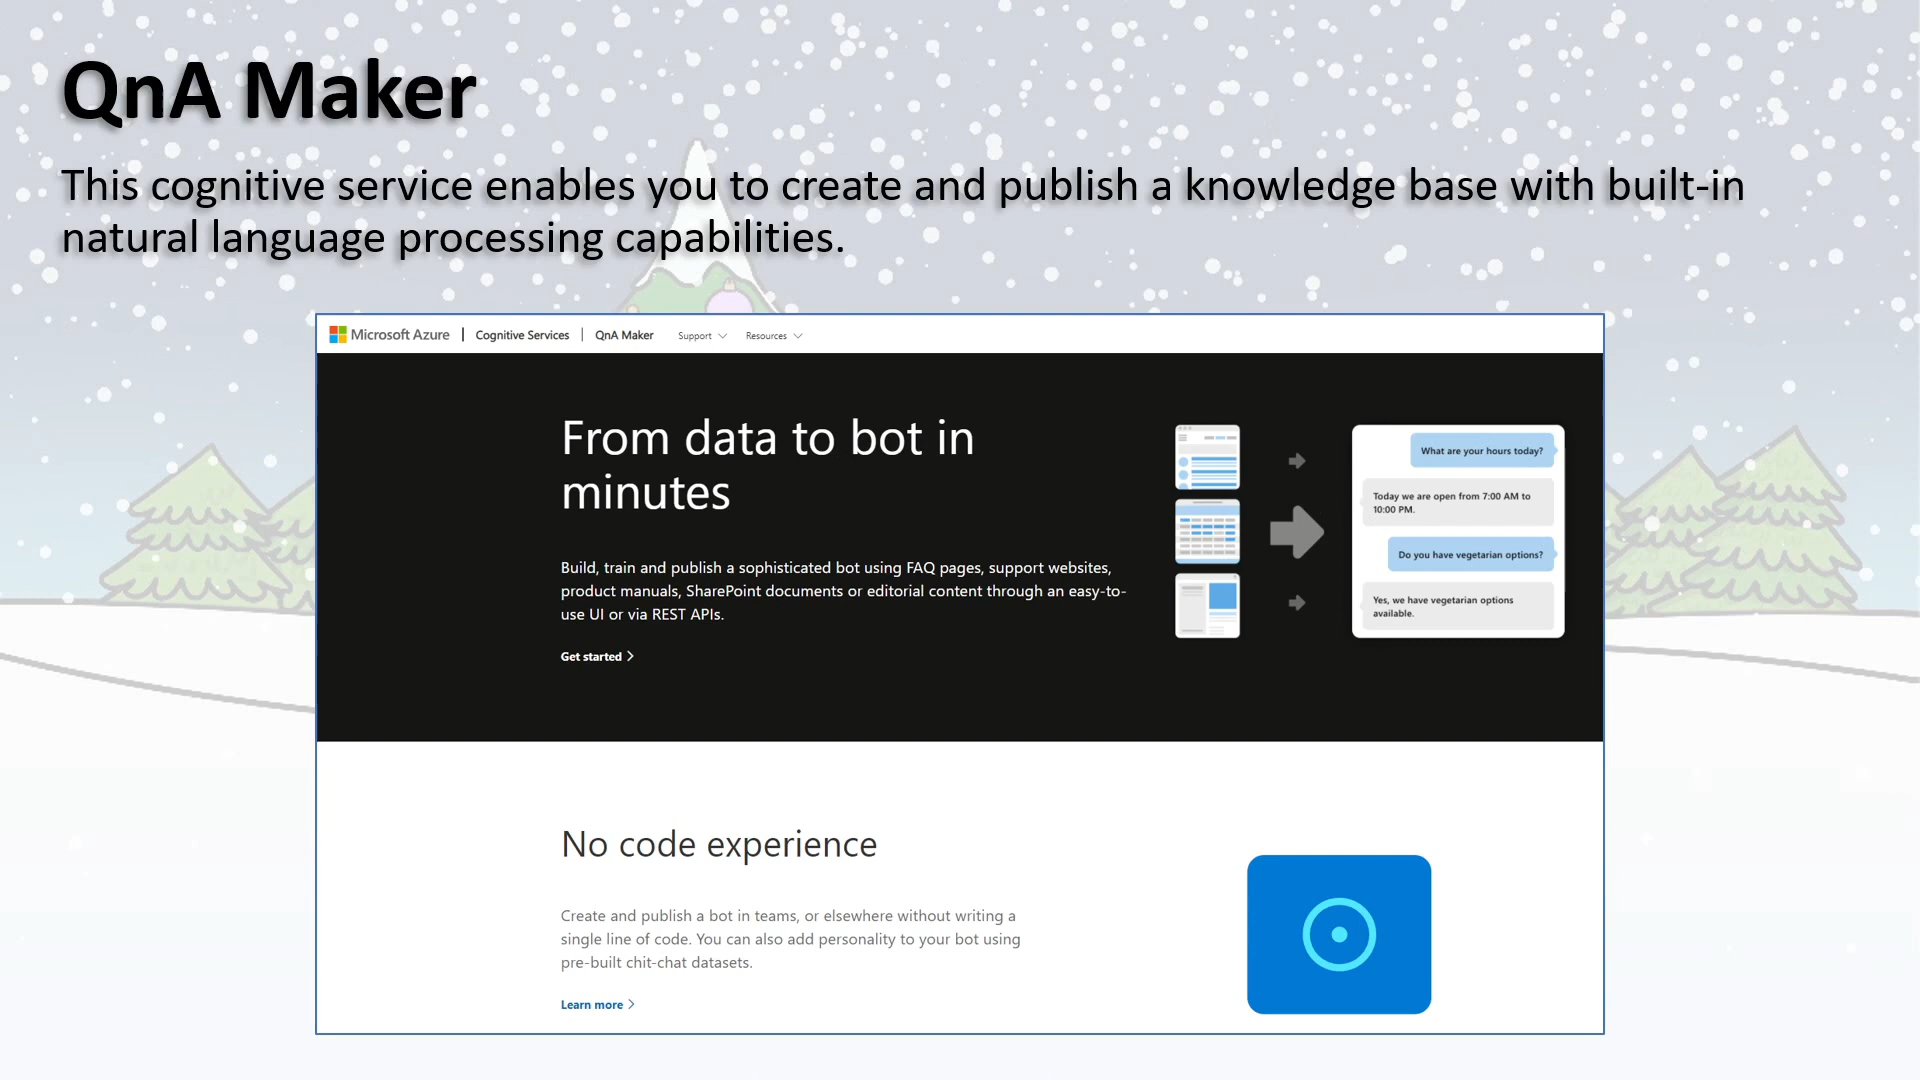 QnA Maker
This cognitive service enables you to create and publish a knowledge base with built-in
natural language processing capabilities.
Microsoft Azure | Cognitive Services | QnA Maker Support Resources
From data to bot in
minutes
Build, train and publish a sophisticated bot using FAQ pages, support websites,
product manuals, SharePoint documents or editorial content through an easy-to-
use UI or via REST APIs.
Get started
What are your hours today?
Today we are open from 7:00 AM to
10:00 PM.
Do you have vegetarian options?
Yes, we have vegetarian options
available.
No code experience
Create and publish a bot in teams, or elsewhere without writing a
single line of code. You can also add personality to your bot using
pre-built chit-chat datasets.
Learn more